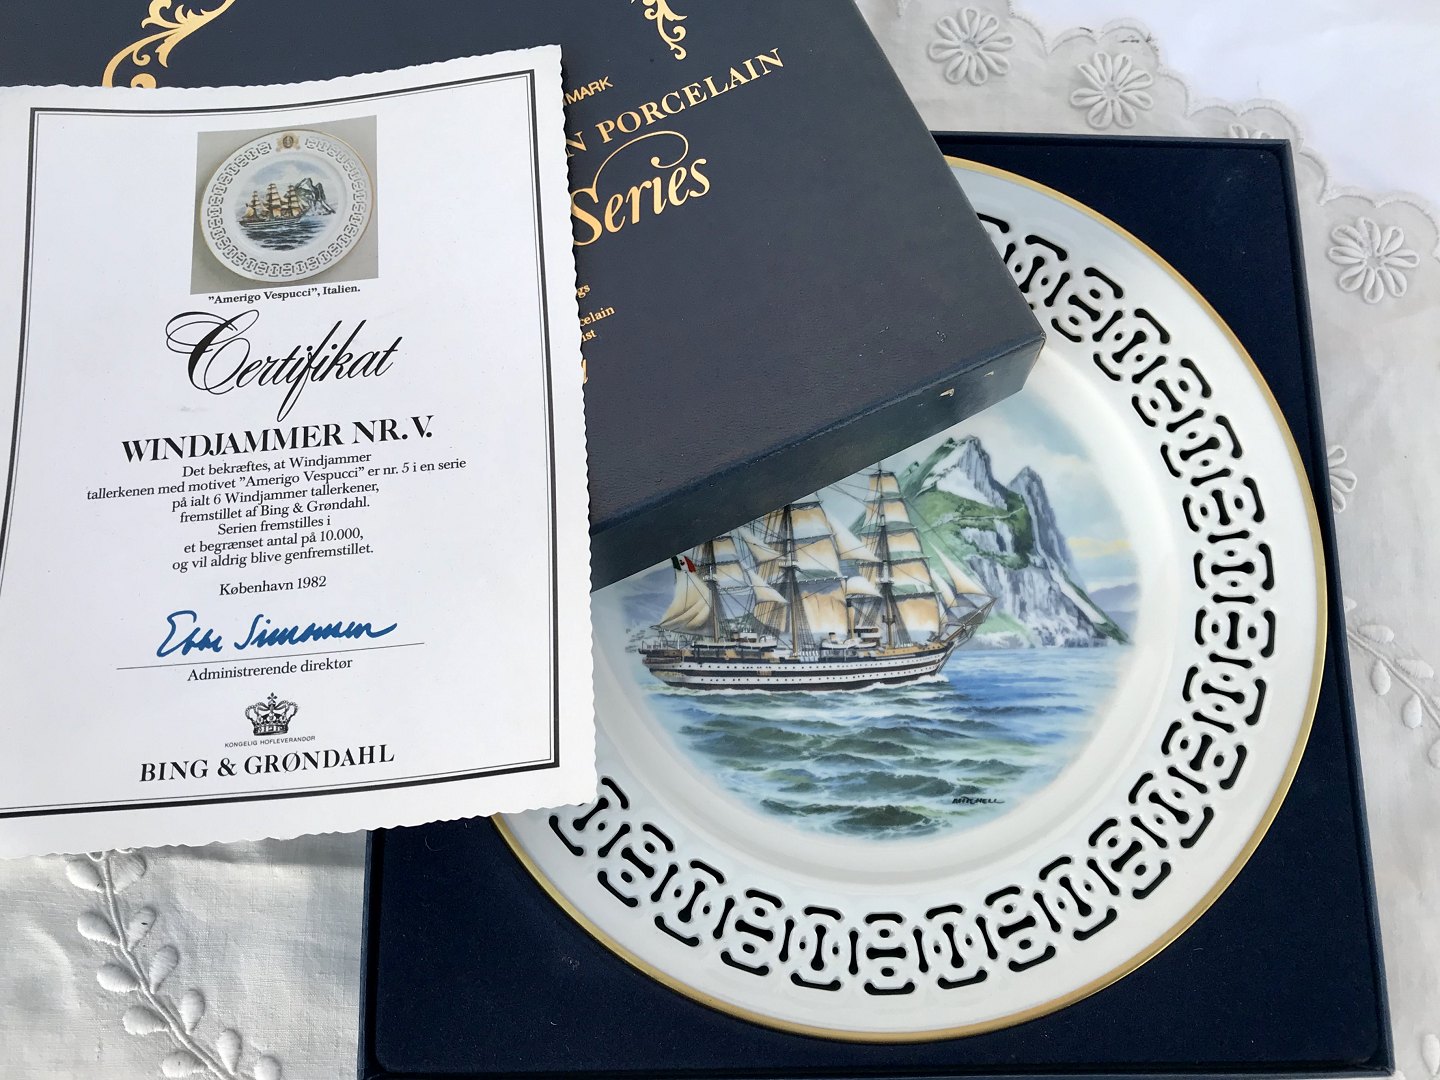 "Amerigo Vespucci", Italien.
Certifikat
WINDJAMMER NR. V.
Det bekræftes, at Windjammer
tallerkenen med motivet "Amerigo Vespucci" er nr. 5 i en serie
på ialt 6 Windjammer tallerkener,
fremstillet af Bing & Grøndahl.
Serien fremstilles i
et begrænset antal på 10.000,
og vil aldrig blive genfremstillet.
København 1982
Ebbe Simonsen
Administrerende direktør
KONGELIG HOFLEVERANDØR
BING & GRØNDAHL
PORCELAIN
Series
MITCHELL